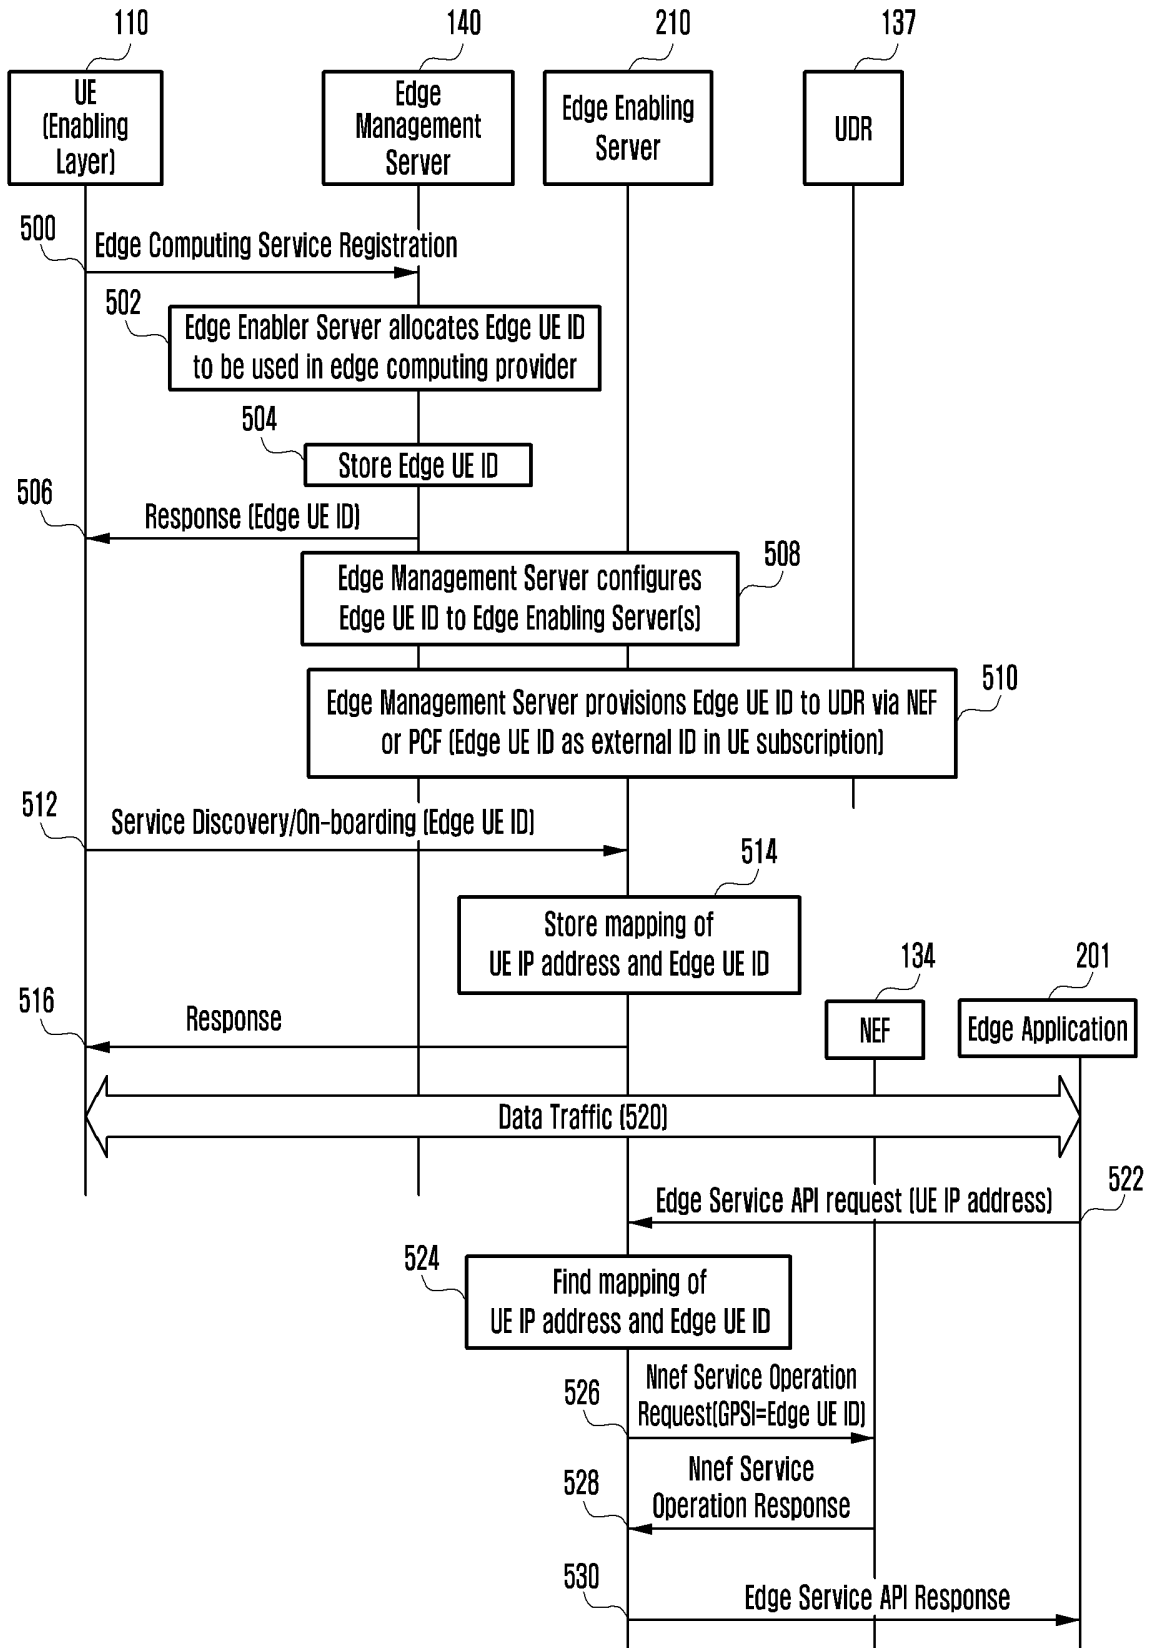 110
140
210
137
UE
(Enabling
Layer)
Edge
Management
Server
Edge Enabling
Server
UDR
500
Edge Computing Service Registration
502
Edge Enabler Server allocates Edge UE ID
to be used in edge computing provider
504
Store Edge UE ID
506
Response (Edge UE ID)
508
Edge Management Server configures
Edge UE ID to Edge Enabling Server(s)
510
Edge Management Server provisions Edge UE ID to UDR via NEF
or PCF (Edge UE ID as external ID in UE subscription)
512
Service Discovery/On-boarding (Edge UE ID)
514
Store mapping of
UE IP address and Edge UE ID
134
201
NEF
Edge Application
516
Response
Data Traffic (520)
522
Edge Service API request (UE IP address)
524
Find mapping of
UE IP address and Edge UE ID
526
Nnef Service Operation
Request(GPSI=Edge UE ID)
528
Nnef Service
Operation Response
530
Edge Service API Response